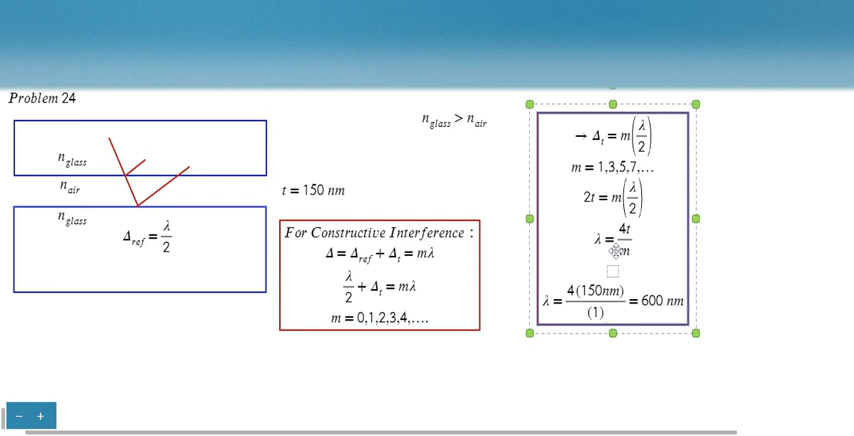 Problem 24
n_glass > n_air
n_glass
n_air
n_glass
Δ_ref = λ/2
t = 150 nm
For Constructive Interference :
Δ = Δ_ref + Δ_t = mλ
λ/2 + Δ_t = mλ
m = 0,1,2,3,4,....
→ Δ_t = m(λ/2)
m = 1,3,5,7,...
2t = m(λ/2)
λ = 4t/m
λ = 4(150nm)/(1) = 600 nm
− +